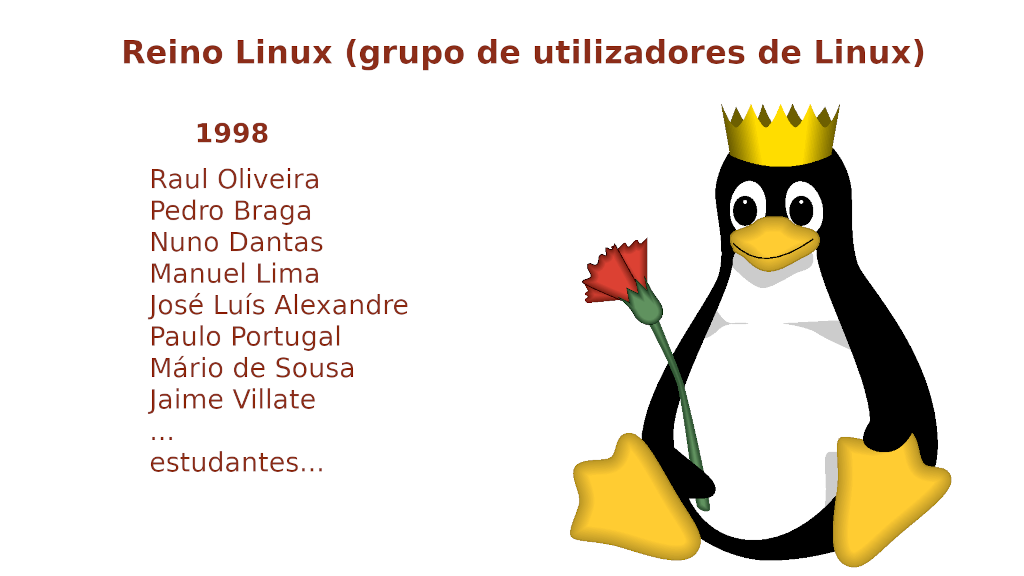 Reino Linux (grupo de utilizadores de Linux)
1998
Raul Oliveira
Pedro Braga
Nuno Dantas
Manuel Lima
José Luís Alexandre
Paulo Portugal
Mário de Sousa
Jaime Villate
...
estudantes...